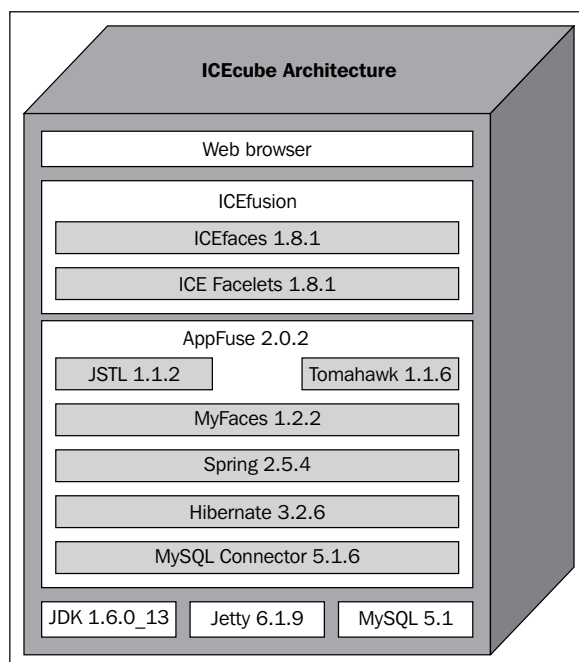 ICEcube Architecture
Web browser
ICEfusion
ICEfaces 1.8.1
ICE Facelets 1.8.1
AppFuse 2.0.2
JSTL 1.1.2
Tomahawk 1.1.6
MyFaces 1.2.2
Spring 2.5.4
Hibernate 3.2.6
MySQL Connector 5.1.6
JDK 1.6.0_13
Jetty 6.1.9
MySQL 5.1